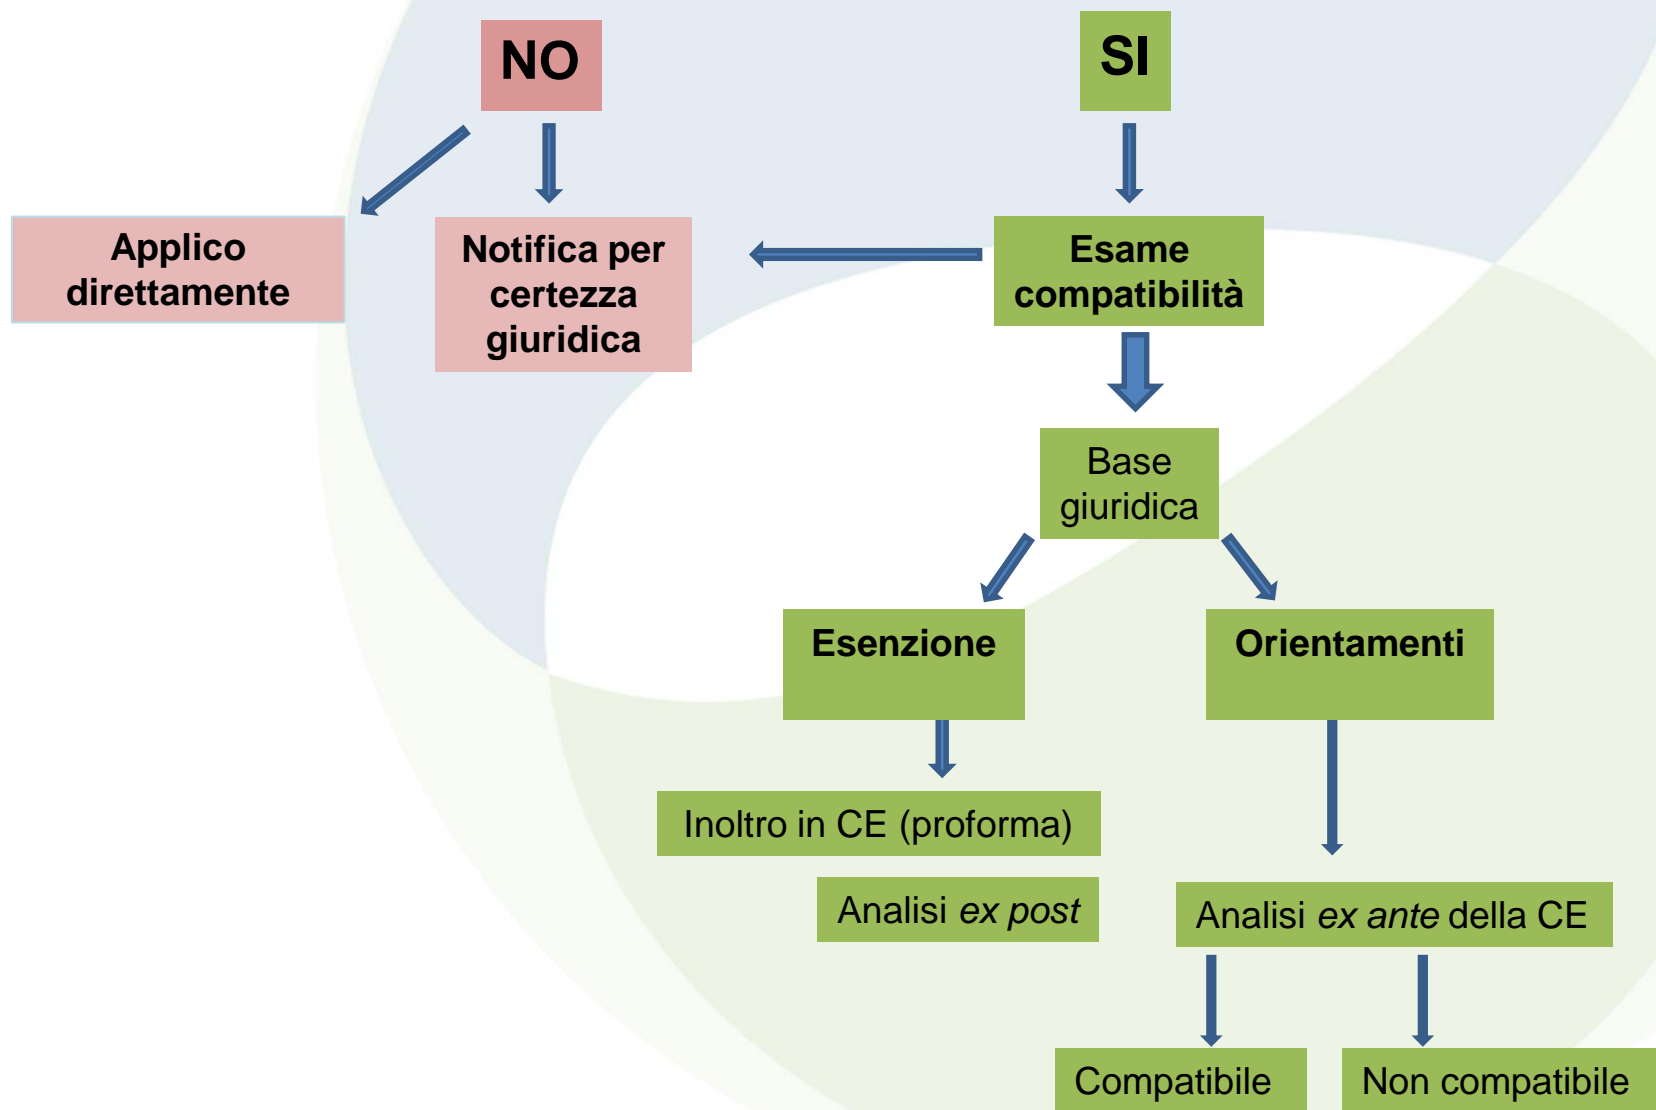 NO
SI
Applico
direttamente
Notifica per
certezza
giuridica
Esame
compatibilità
Base
giuridica
Esenzione
Orientamenti
Inoltro in CE (proforma)
Analisi ex post
Analisi ex ante della CE
Compatibile
Non compatibile